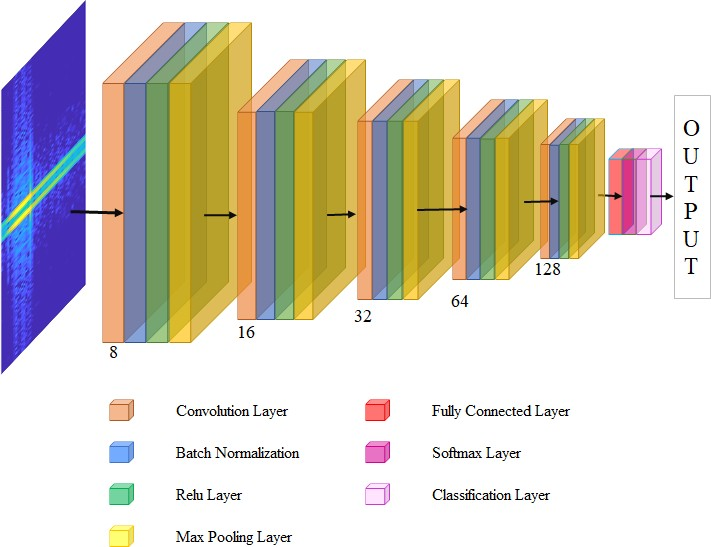 8
16
32
64
128
O
U
T
P
U
T
Convolution Layer
Fully Connected Layer
Batch Normalization
Softmax Layer
Relu Layer
Classification Layer
Max Pooling Layer